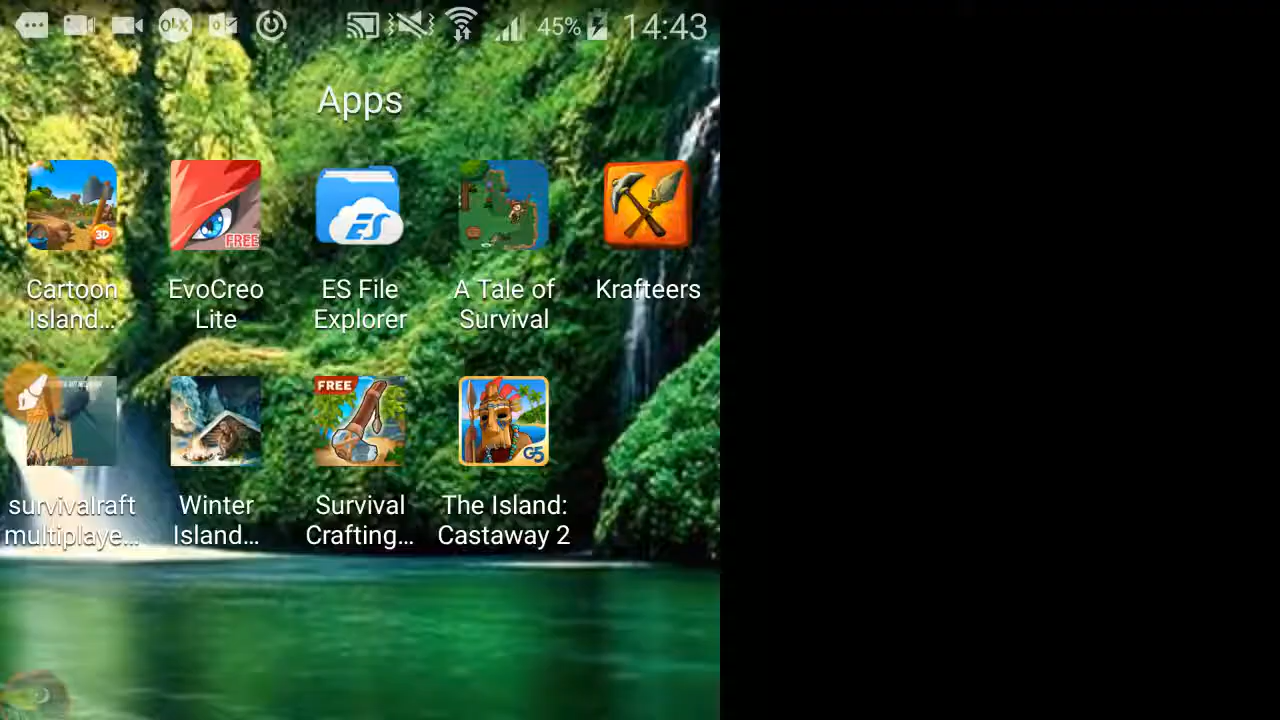 OLX
45%
14:43
Apps
3D
FREE
ES
Cartoon
Island...
EvoCreo
Lite
ES File
Explorer
A Tale of
Survival
Krafteers
FREE
G5
survivalraft
multiplaye...
Winter
Island...
Survival
Crafting...
The Island:
Castaway 2